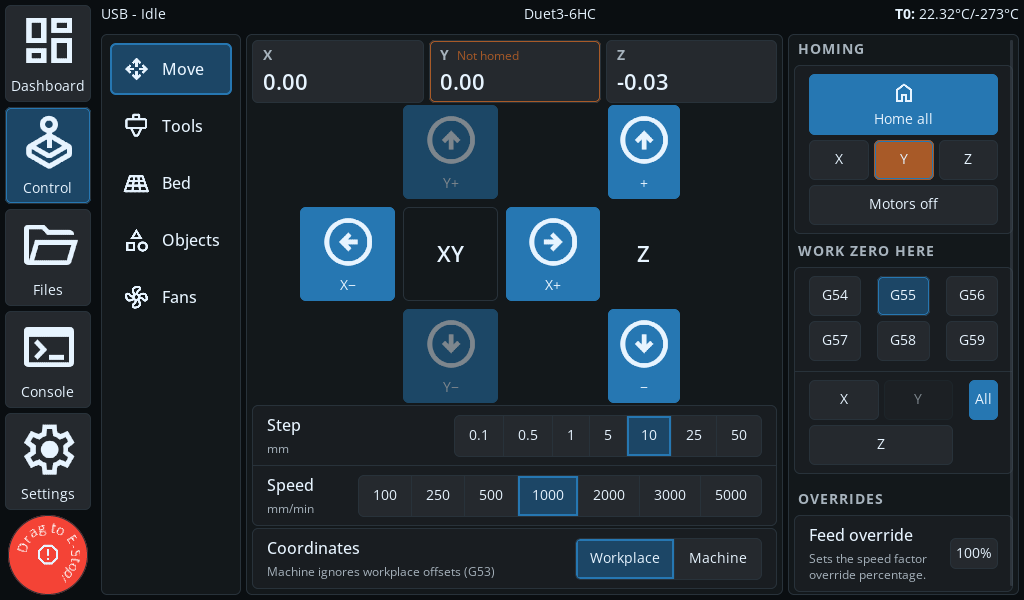 USB - Idle
Duet3-6HC
T0: 22.32°C/-273°C
Dashboard
Control
Files
Console
Settings
Drag to E-Stop!
Move
Tools
Bed
Objects
Fans
X
0.00
Y Not homed
0.00
Z
-0.03
Y+
+
X−
XY
X+
Z
Y−
−
Step
mm
0.1 0.5 1 5 10 25 50
Speed
mm/min
100 250 500 1000 2000 3000 5000
Coordinates
Machine ignores workplace offsets (G53)
Workplace Machine
HOMING
Home all
X Y Z
Motors off
WORK ZERO HERE
G54 G55 G56
G57 G58 G59
X Y All
Z
OVERRIDES
Feed override
Sets the speed factor
override percentage.
100%